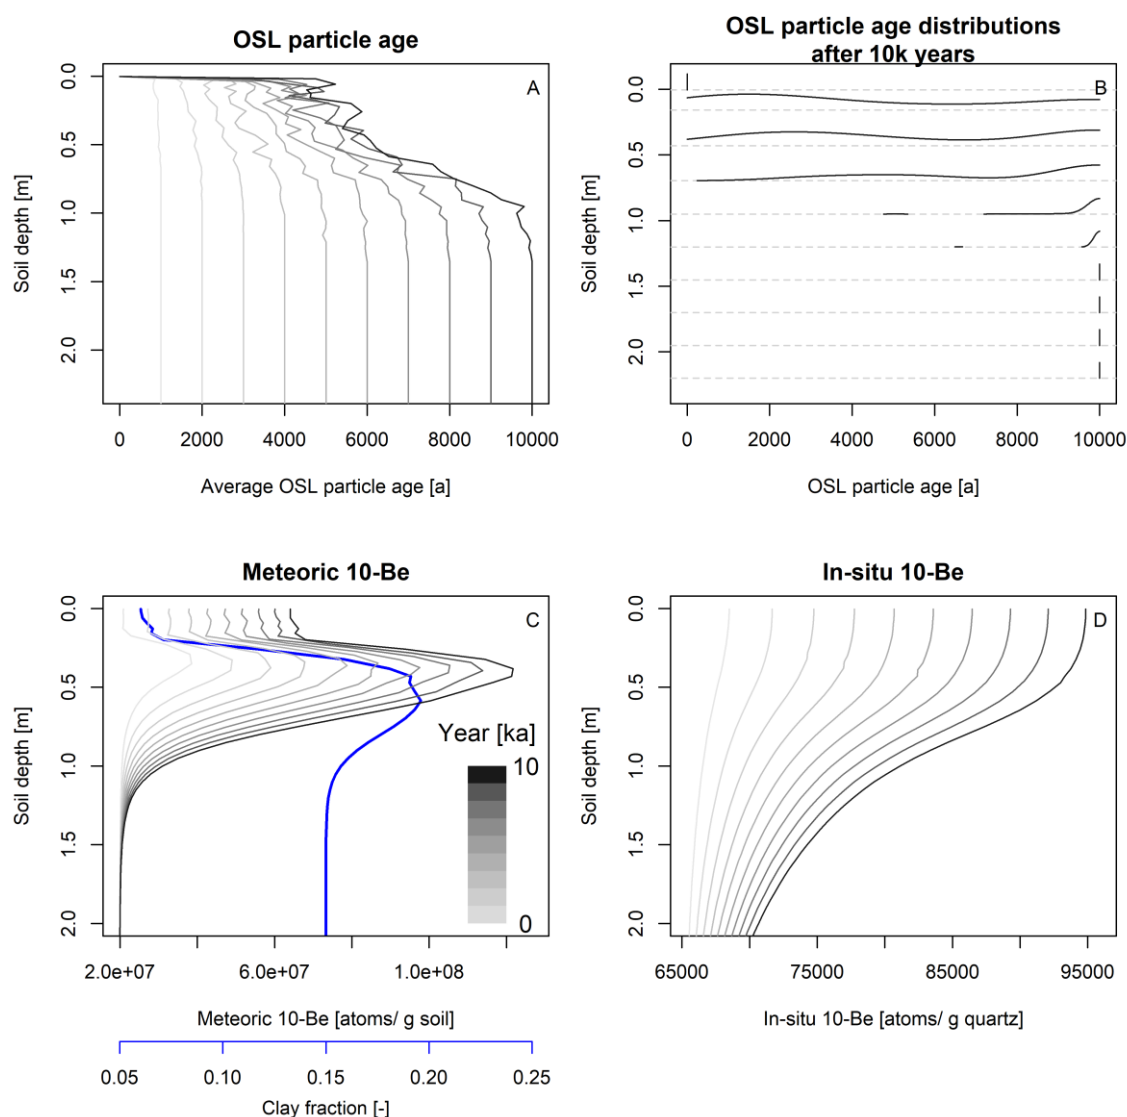 OSL particle age
A
0.0
0.5
1.0
1.5
2.0
Soil depth [m]
0 2000 4000 6000 8000 10000
Average OSL particle age [a]
OSL particle age distributions
after 10k years
B
0.0
0.5
1.0
1.5
2.0
Soil depth [m]
0 2000 4000 6000 8000 10000
OSL particle age [a]
Meteoric 10-Be
C
0.0
0.5
1.0
1.5
2.0
Soil depth [m]
Year [ka]
10
0
2.0e+07 6.0e+07 1.0e+08
Meteoric 10-Be [atoms/ g soil]
0.05 0.10 0.15 0.20 0.25
Clay fraction [-]
In-situ 10-Be
D
0.0
0.5
1.0
1.5
2.0
Soil depth [m]
65000 75000 85000 95000
In-situ 10-Be [atoms/ g quartz]